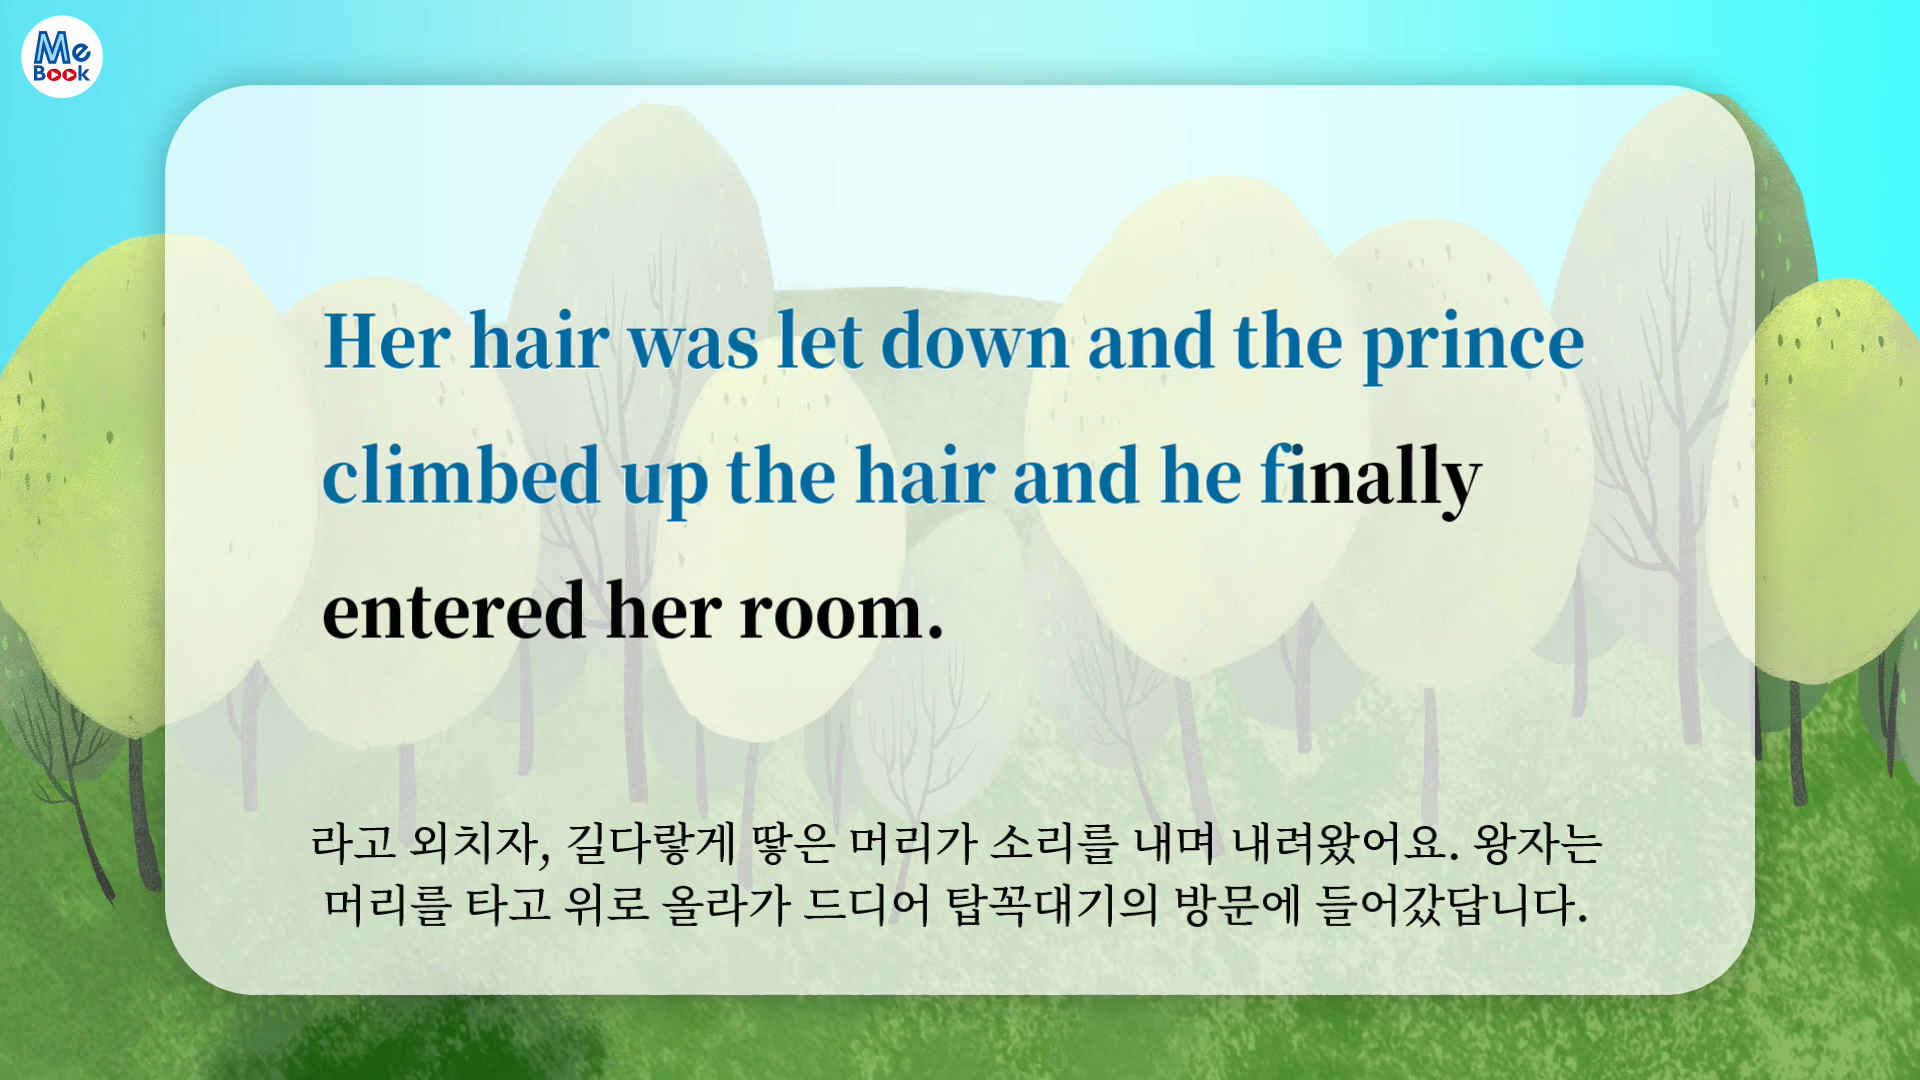 Me
Book
Her hair was let down and the prince
climbed up the hair and he finally
entered her room.
라고 외치자, 길다랗게 땋은 머리가 소리를 내며 내려왔어요. 왕자는
머리를 타고 위로 올라가 드디어 탑꼭대기의 방문에 들어갔답니다.